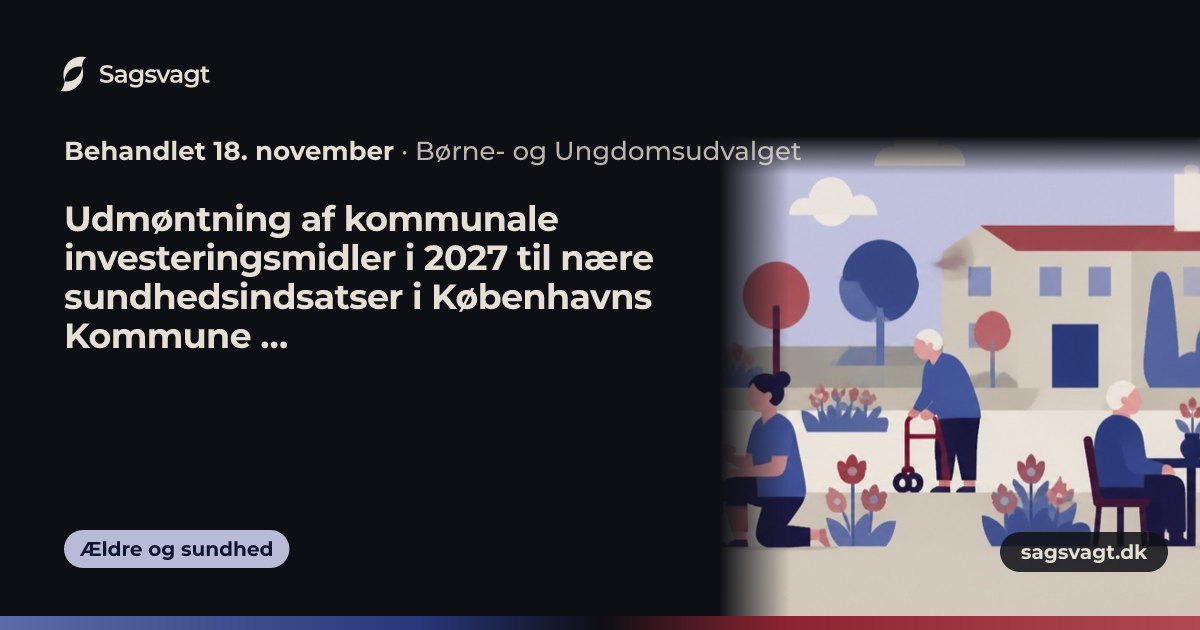 Sagsvagt
Behandlet 18. november · Børne- og Ungdomsudvalget
Udmøntning af kommunale
investeringsmidler i 2027 til nære
sundhedsindsatser i Københavns
Kommune ...
Ældre og sundhed
sagsvagt.dk